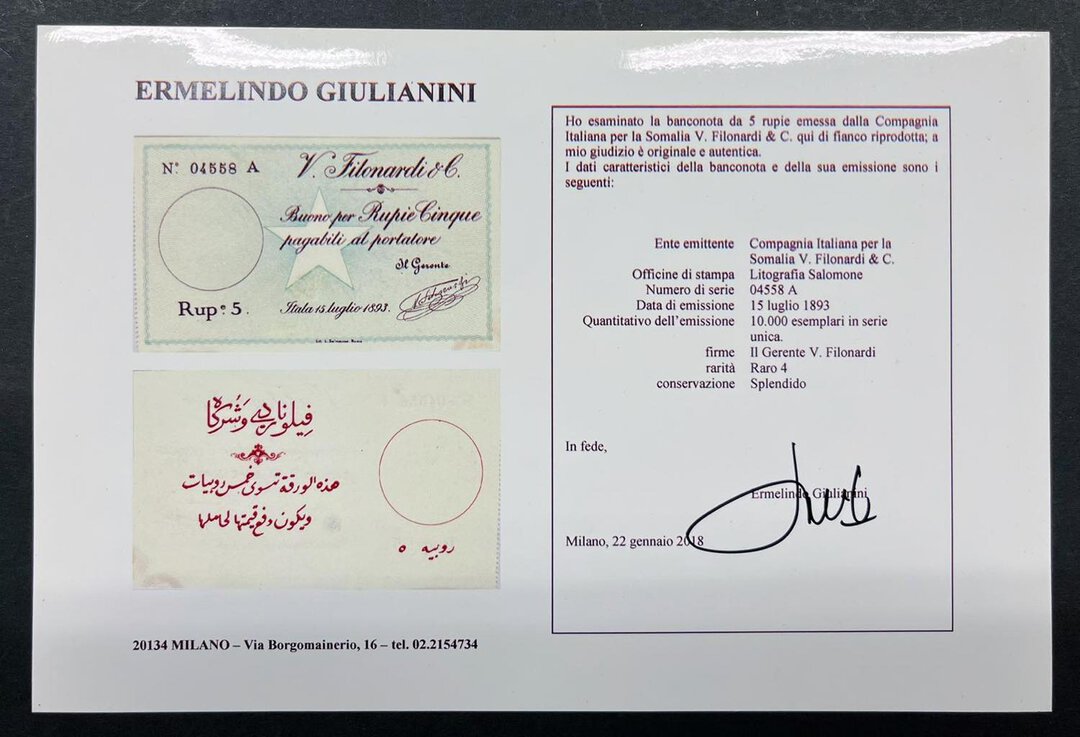 ERMELINDO GIULIANINI
Nº 04558 A
V. Filonardi & C.
Buono per Rupie Cinque
pagabili al portatore
Il Gerente
Rupe 5.
Itala 15 luglio 1893.
فيلوناردي وشركاه
هذه الورقة تسوى خمس روبيات
ويكون دفع قيمتها لحاملها
روبيه ٥
20134 MILANO – Via Borgomainerio, 16 – tel. 02.2154734
Ho esaminato la banconota da 5 rupie emessa dalla Compagnia
Italiana per la Somalia V. Filonardi & C. qui di fianco riprodotta; a
mio giudizio è originale e autentica.
I dati caratteristici della banconota e della sua emissione sono i
seguenti:
Ente emittente Compagnia Italiana per la
Somalia V. Filonardi & C.
Officine di stampa Litografia Salomone
Numero di serie 04558 A
Data di emissione 15 luglio 1893
Quantitativo dell'emissione 10.000 esemplari in serie
unica.
firme Il Gerente V. Filonardi
rarità Raro 4
conservazione Splendido
In fede,
Ermelindo Giulianini
Milano, 22 gennaio 2018